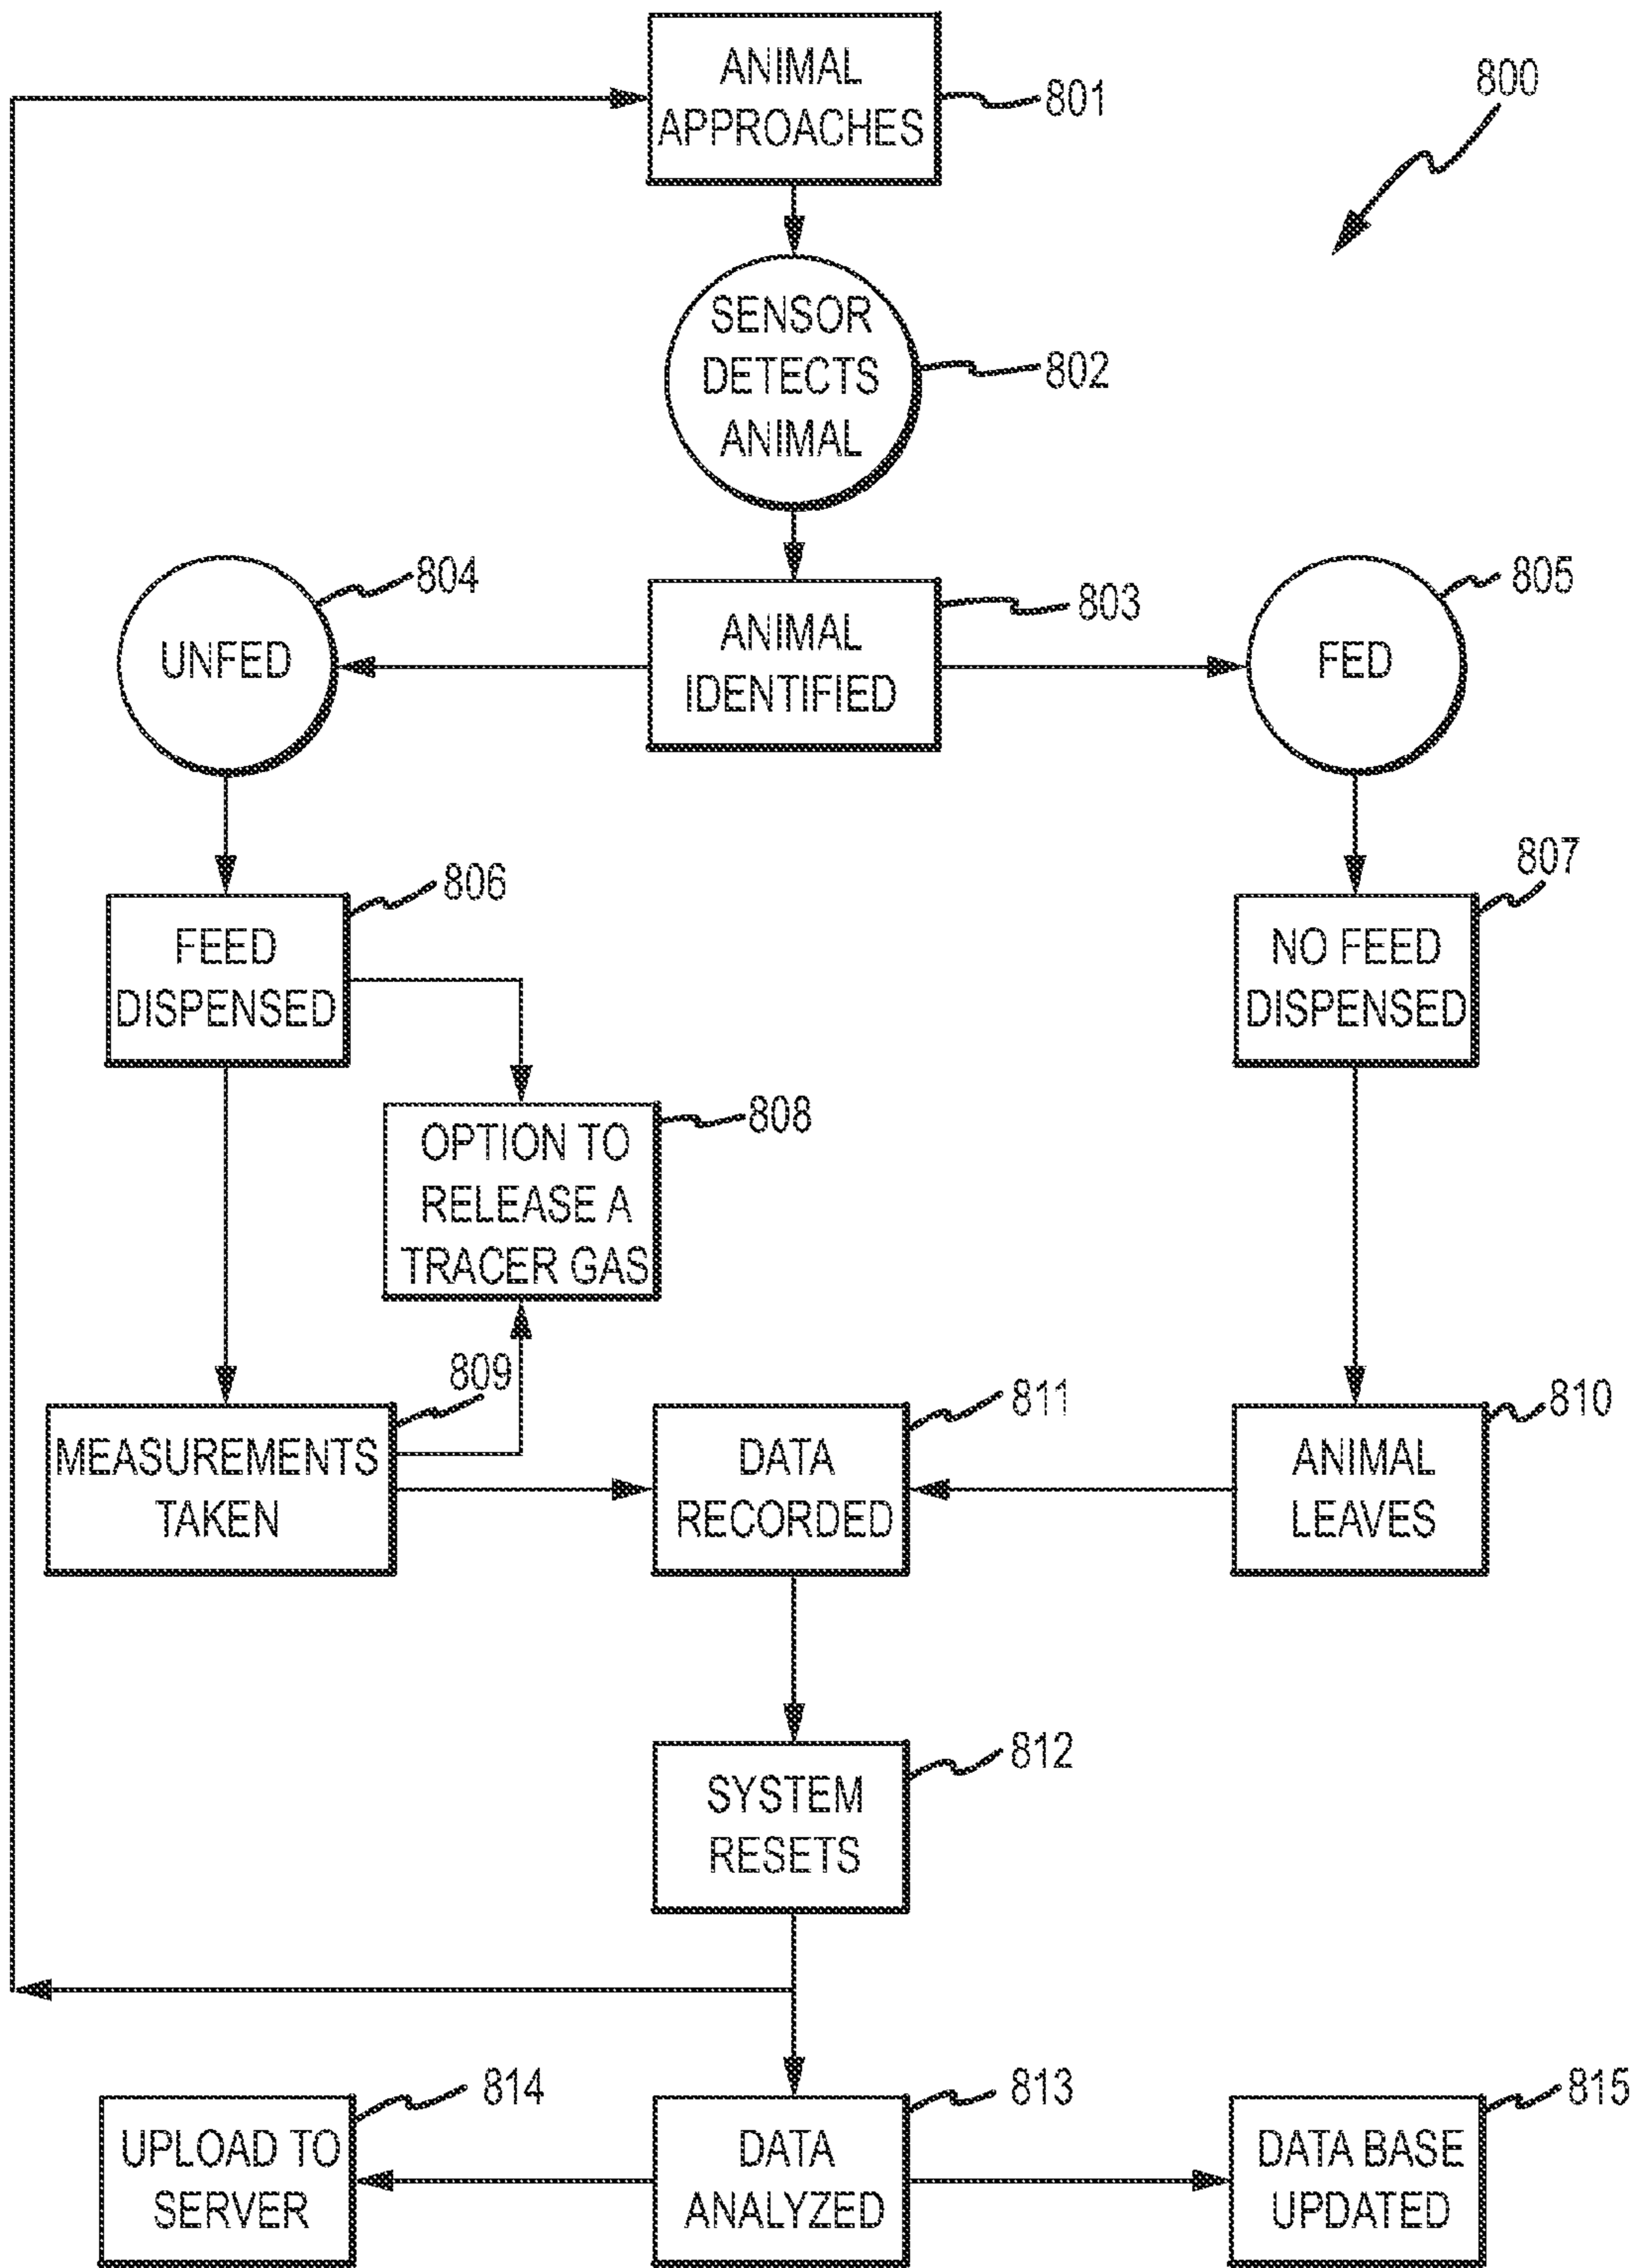 ANIMAL
APPROACHES
801
800
SENSOR
DETECTS
ANIMAL
802
804
UNFED
ANIMAL
IDENTIFIED
803
805
FED
806
FEED
DISPENSED
807
NO FEED
DISPENSED
OPTION TO
RELEASE A
TRACER GAS
808
809
MEASUREMENTS
TAKEN
811
DATA
RECORDED
810
ANIMAL
LEAVES
812
SYSTEM
RESETS
814
UPLOAD TO
SERVER
813
DATA
ANALYZED
815
DATA BASE
UPDATED